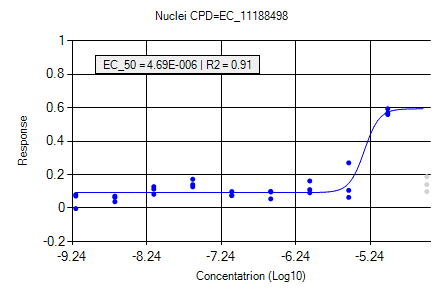 Nuclei CPD=EC_11188498
EC_50 = 4.69E-006 | R2 = 0.91
Response
1
0.8
0.6
0.4
0.2
0
-0.2
-9.24 -8.24 -7.24 -6.24 -5.24
Concentatrion (Log10)